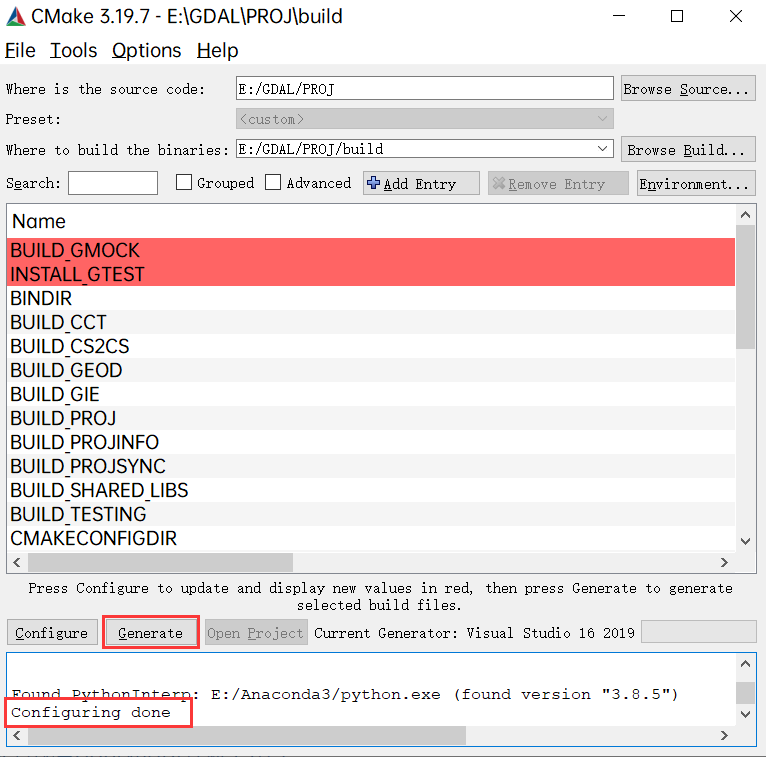 CMake 3.19.7 - E:\GDAL\PROJ\build
File Tools Options Help
Where is the source code: E:/GDAL/PROJ Browse Source...
Preset: <custom>
Where to build the binaries: E:/GDAL/PROJ/build Browse Build...
Search: Grouped Advanced Add Entry Remove Entry Environment...
Name
BUILD_GMOCK
INSTALL_GTEST
BINDIR
BUILD_CCT
BUILD_CS2CS
BUILD_GEOD
BUILD_GIE
BUILD_PROJ
BUILD_PROJINFO
BUILD_PROJSYNC
BUILD_SHARED_LIBS
BUILD_TESTING
CMAKECONFIGDIR
Press Configure to update and display new values in red, then press Generate to generate
selected build files.
Configure Generate Open Project Current Generator: Visual Studio 16 2019
Found PythonInterp: E:/Anaconda3/python.exe (found version "3.8.5")
Configuring done